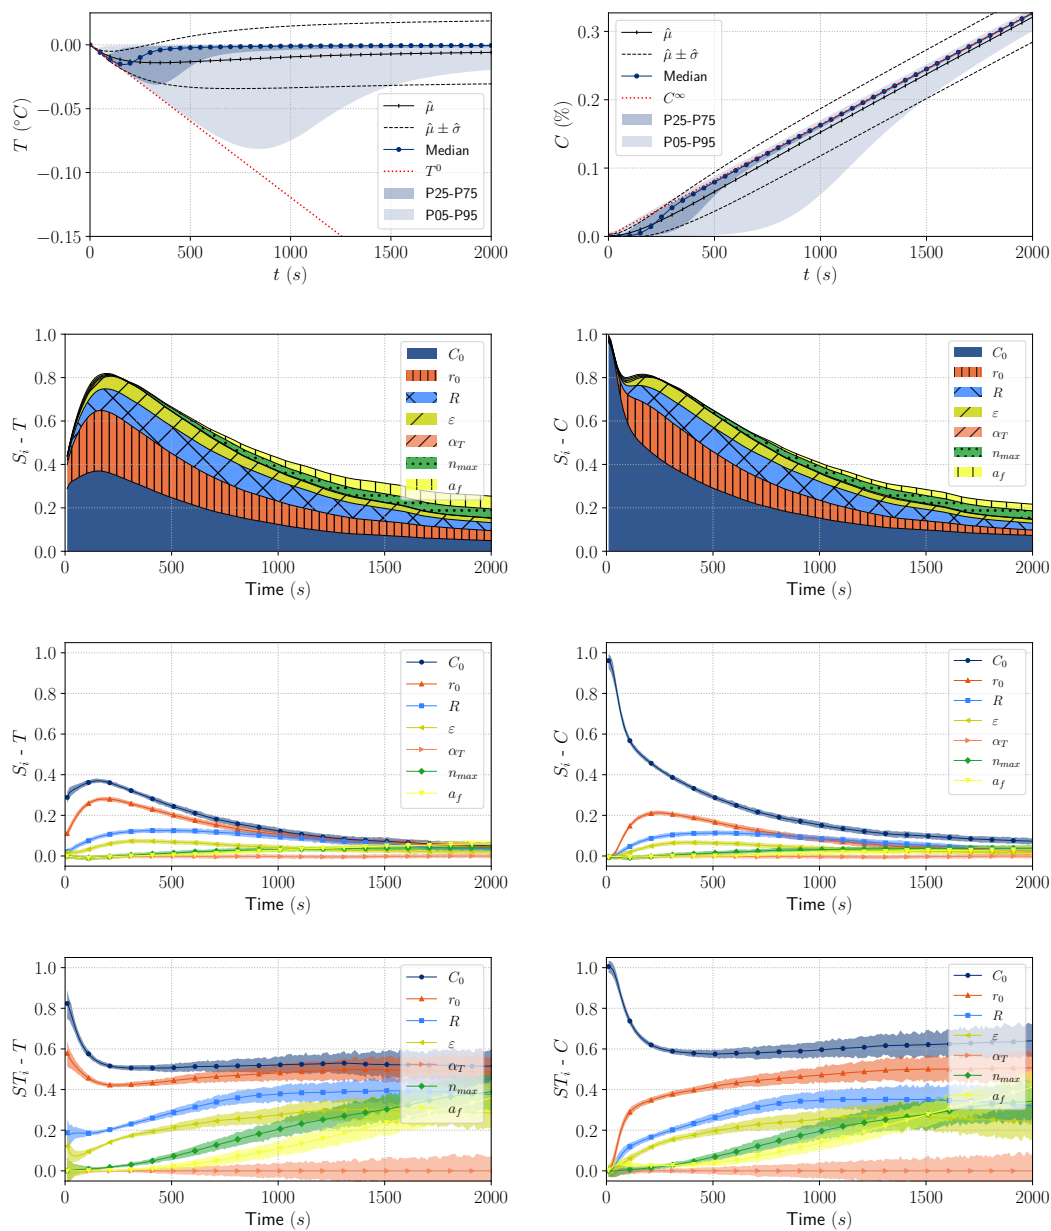 0.00
−0.05
−0.10
−0.15
T (°C)
μ̂
μ̂ ± σ̂
Median
T⁰
P25-P75
P05-P95
0 500 1000 1500 2000
t (s)
0.3
0.2
0.1
0.0
C (%)
μ̂
μ̂ ± σ̂
Median
C∞
P25-P75
P05-P95
0 500 1000 1500 2000
t (s)
1.0
0.8
0.6
0.4
0.2
0.0
Sᵢ - T
C₀
r₀
R
ε
α_T
n_max
a_f
0 500 1000 1500 2000
Time (s)
1.0
0.8
0.6
0.4
0.2
0.0
Sᵢ - C
C₀
r₀
R
ε
α_T
n_max
a_f
0 500 1000 1500 2000
Time (s)
1.0
0.8
0.6
0.4
0.2
0.0
Sᵢ - T
C₀
r₀
R
ε
α_T
n_max
a_f
0 500 1000 1500 2000
Time (s)
1.0
0.8
0.6
0.4
0.2
0.0
Sᵢ - C
C₀
r₀
R
ε
α_T
n_max
a_f
0 500 1000 1500 2000
Time (s)
1.0
0.8
0.6
0.4
0.2
0.0
STᵢ - T
C₀
r₀
R
ε
α_T
n_max
a_f
0 500 1000 1500 2000
Time (s)
1.0
0.8
0.6
0.4
0.2
0.0
STᵢ - C
C₀
r₀
R
ε
α_T
n_max
a_f
0 500 1000 1500 2000
Time (s)